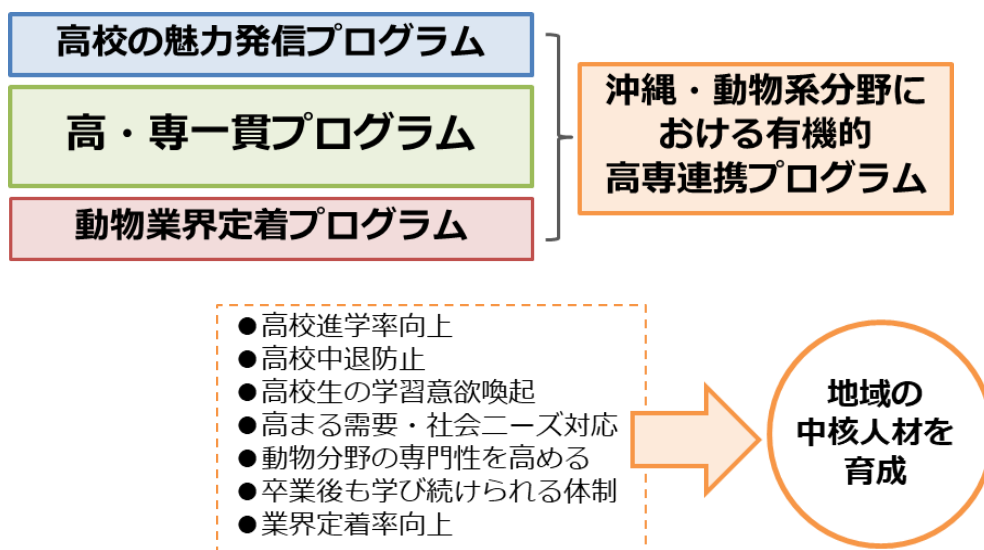 高校の魅力発信プログラム
高・専一貫プログラム
動物業界定着プログラム
沖縄・動物系分野に
おける有機的
高専連携プログラム
●高校進学率向上
●高校中退防止
●高校生の学習意欲喚起
●高まる需要・社会ニーズ対応
●動物分野の専門性を高める
●卒業後も学び続けられる体制
●業界定着率向上
地域の
中核人材を
育成